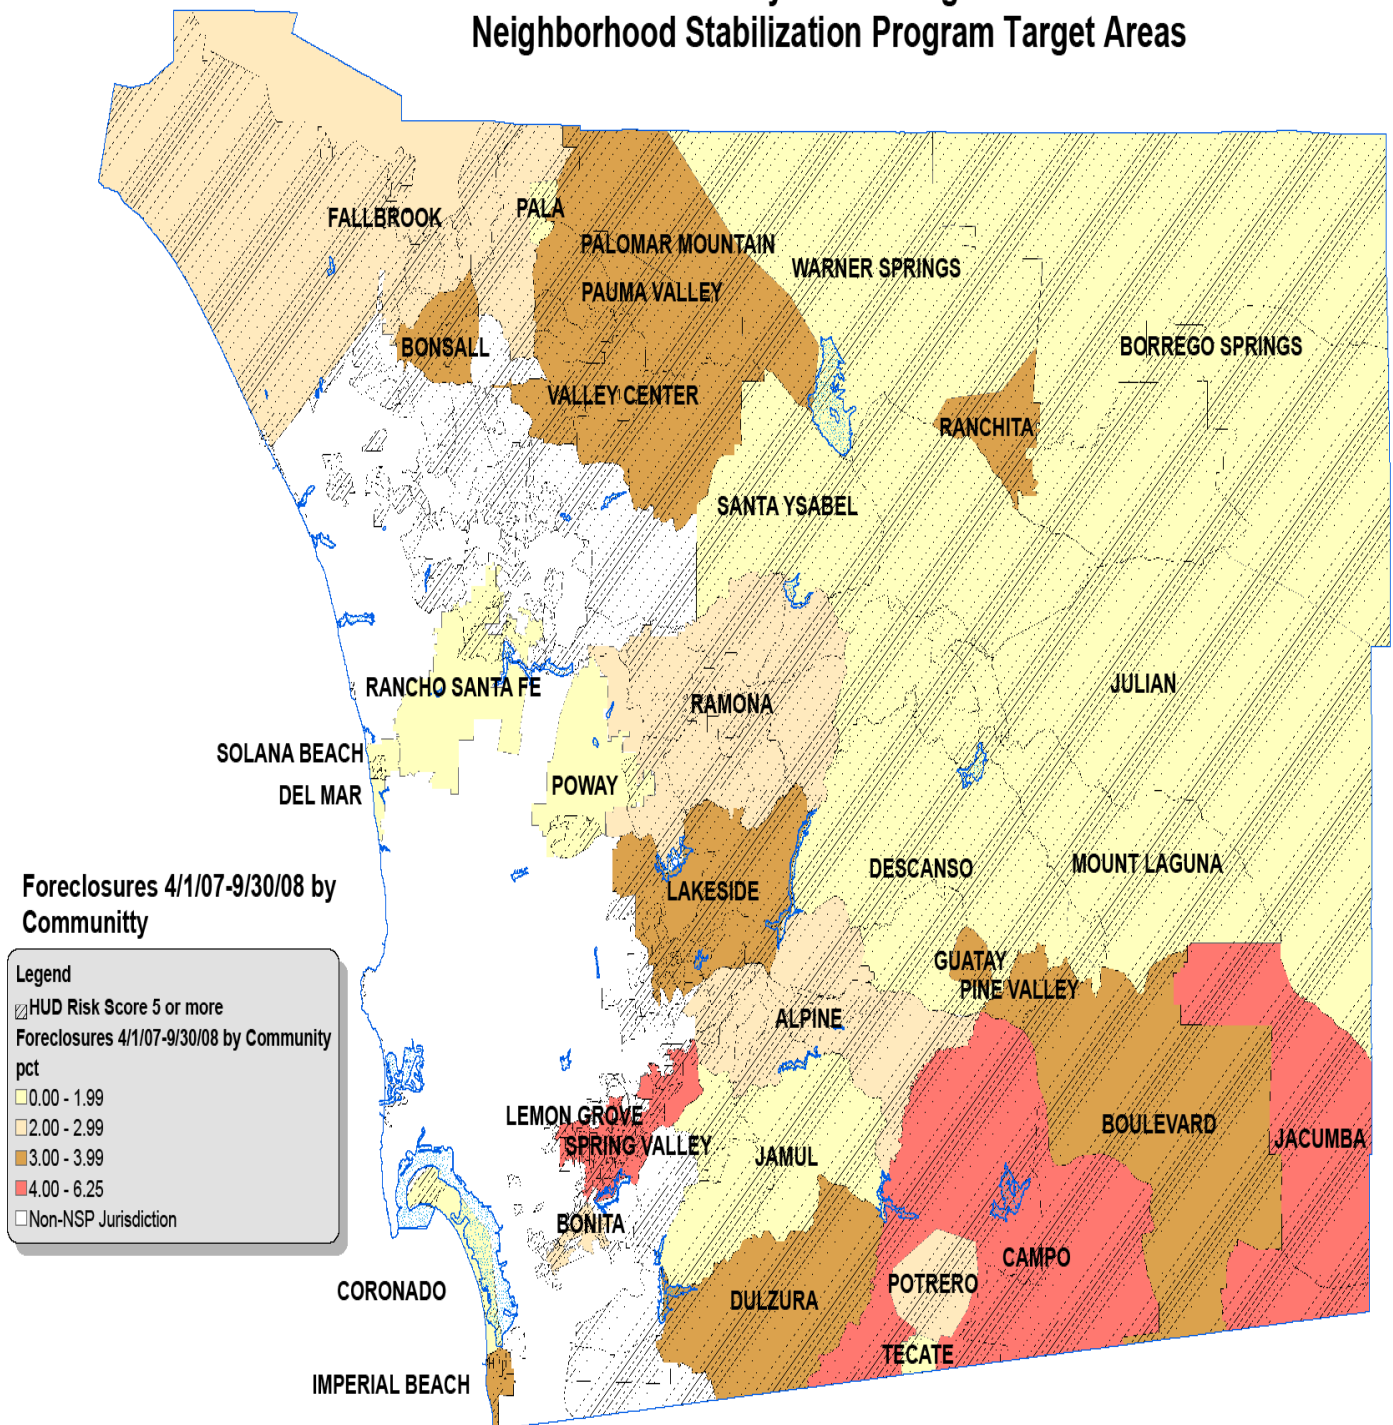 Neighborhood Stabilization Program Target Areas
FALLBROOK
PALA
PALOMAR MOUNTAIN
WARNER SPRINGS
PAUMA VALLEY
BONSALL
BORREGO SPRINGS
VALLEY CENTER
RANCHITA
SANTA YSABEL
RANCHO SANTA FE
RAMONA
JULIAN
SOLANA BEACH
DEL MAR
POWAY
DESCANSO
MOUNT LAGUNA
LAKESIDE
Foreclosures 4/1/07-9/30/08 by
Communitty
Legend
HUD Risk Score 5 or more
Foreclosures 4/1/07-9/30/08 by Community
pct
0.00 - 1.99
2.00 - 2.99
3.00 - 3.99
4.00 - 6.25
Non-NSP Jurisdiction
GUATAY
PINE VALLEY
ALPINE
LEMON GROVE
SPRING VALLEY
JAMUL
BOULEVARD
JACUMBA
BONITA
CAMPO
POTRERO
CORONADO
DULZURA
TECATE
IMPERIAL BEACH